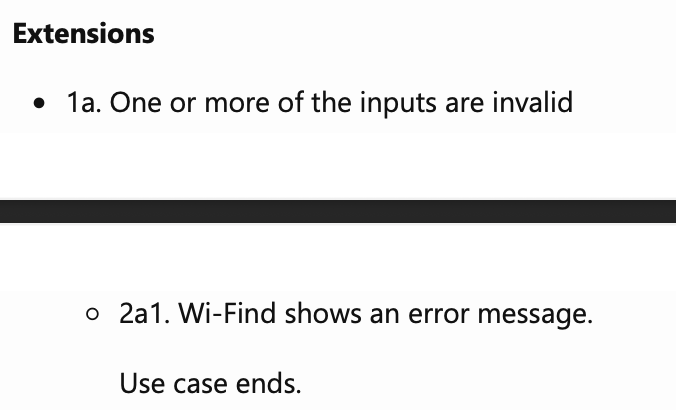 Extensions
• 1a. One or more of the inputs are invalid
○ 2a1. Wi-Find shows an error message.
Use case ends.